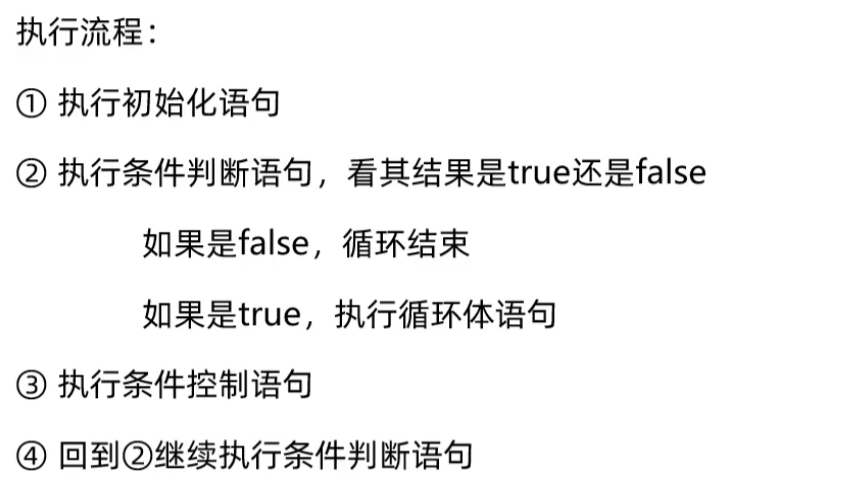 执行流程：
① 执行初始化语句
② 执行条件判断语句，看其结果是true还是false
如果是false，循环结束
如果是true，执行循环体语句
③ 执行条件控制语句
④ 回到②继续执行条件判断语句